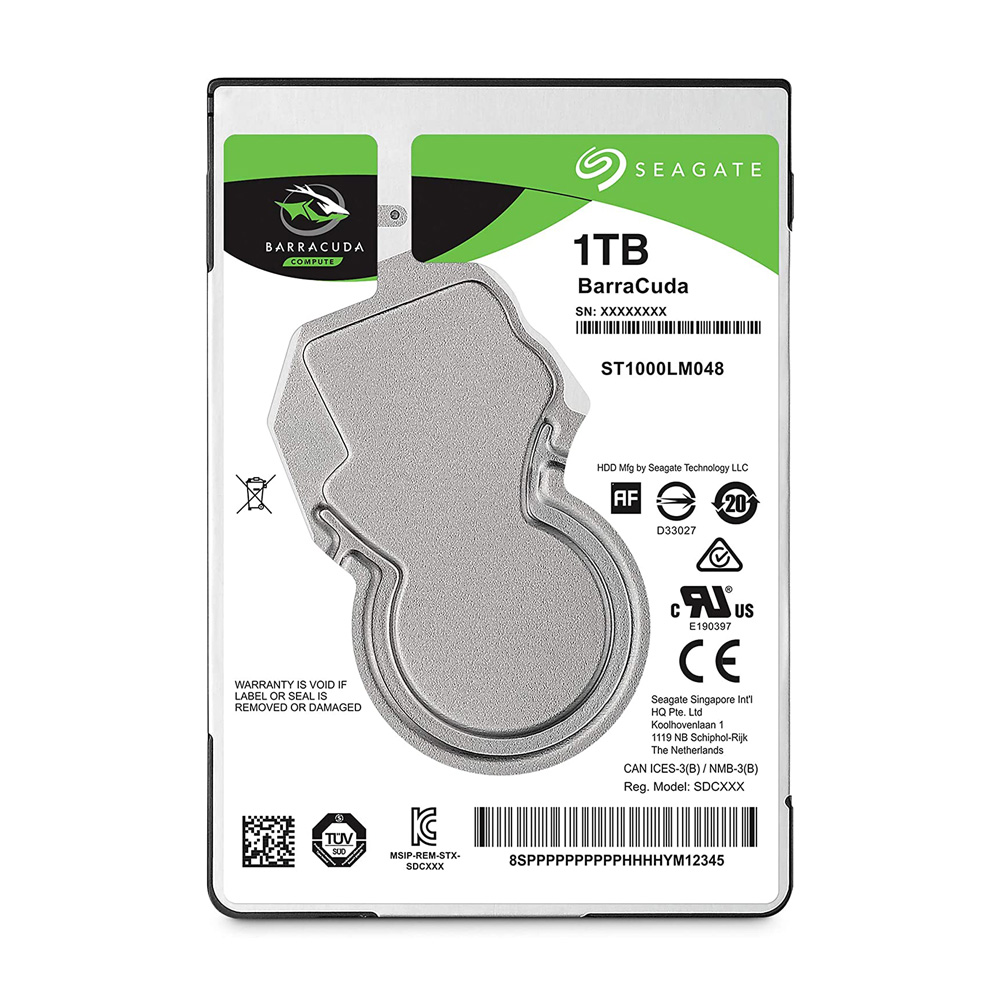 BARRACUDA
COMPUTE
SEAGATE
1TB
BarraCuda
SN: XXXXXXXX
ST1000LM048
HDD Mfg by Seagate Technology LLC
AF
20
D33027
c RU® US
E190397
CE
WARRANTY IS VOID IF
LABEL OR SEAL IS
REMOVED OR DAMAGED
Seagate Singapore Int'l
HQ Pte. Ltd
Koolhovenlaan 1
1119 NB Schiphol-Rijk
The Netherlands
CAN ICES-3(B) / NMB-3(B)
Reg. Model: SDCXXX
TÜV
SÜD
MSIP-REM-STX-
SDCXXX
8SPPPPPPPPPPPHHHHYM12345